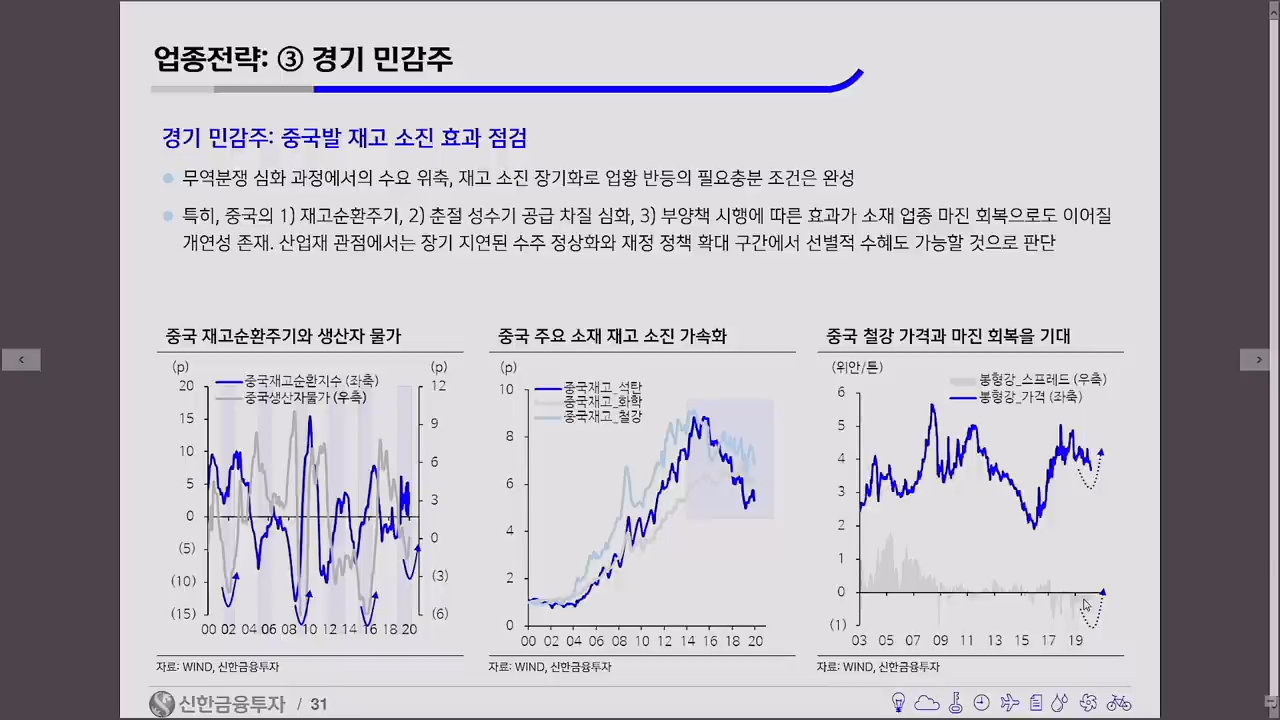 업종전략: ③ 경기 민감주
경기 민감주: 중국발 재고 소진 효과 점검
무역분쟁 심화 과정에서의 수요 위축, 재고 소진 장기화로 업황 반등의 필요충분 조건은 완성
특히, 중국의 1) 재고순환주기, 2) 춘절 성수기 공급 차질 심화, 3) 부양책 시행에 따른 효과가 소재 업종 마진 회복으로도 이어질
개연성 존재. 산업재 관점에서는 장기 지연된 수주 정상화와 재정 정책 확대 구간에서 선별적 수혜도 가능할 것으로 판단
중국 재고순환주기와 생산자 물가
(p)
(p)
중국재고순환지수 (좌축)
중국생산자물가 (우축)
20
15
10
5
0
(5)
(10)
(15)
12
9
6
3
0
(3)
(6)
00 02 04 06 08 10 12 14 16 18 20
자료: WIND, 신한금융투자
중국 주요 소재 재고 소진 가속화
(p)
중국재고_석탄
중국재고_화학
중국재고_철강
10
8
6
4
2
0
00 02 04 06 08 10 12 14 16 18 20
자료: WIND, 신한금융투자
중국 철강 가격과 마진 회복을 기대
(위안/톤)
봉형강_스프레드 (우축)
봉형강_가격 (좌축)
6
5
4
3
2
1
0
(1)
03 05 07 09 11 13 15 17 19
자료: WIND, 신한금융투자
신한금융투자 / 31